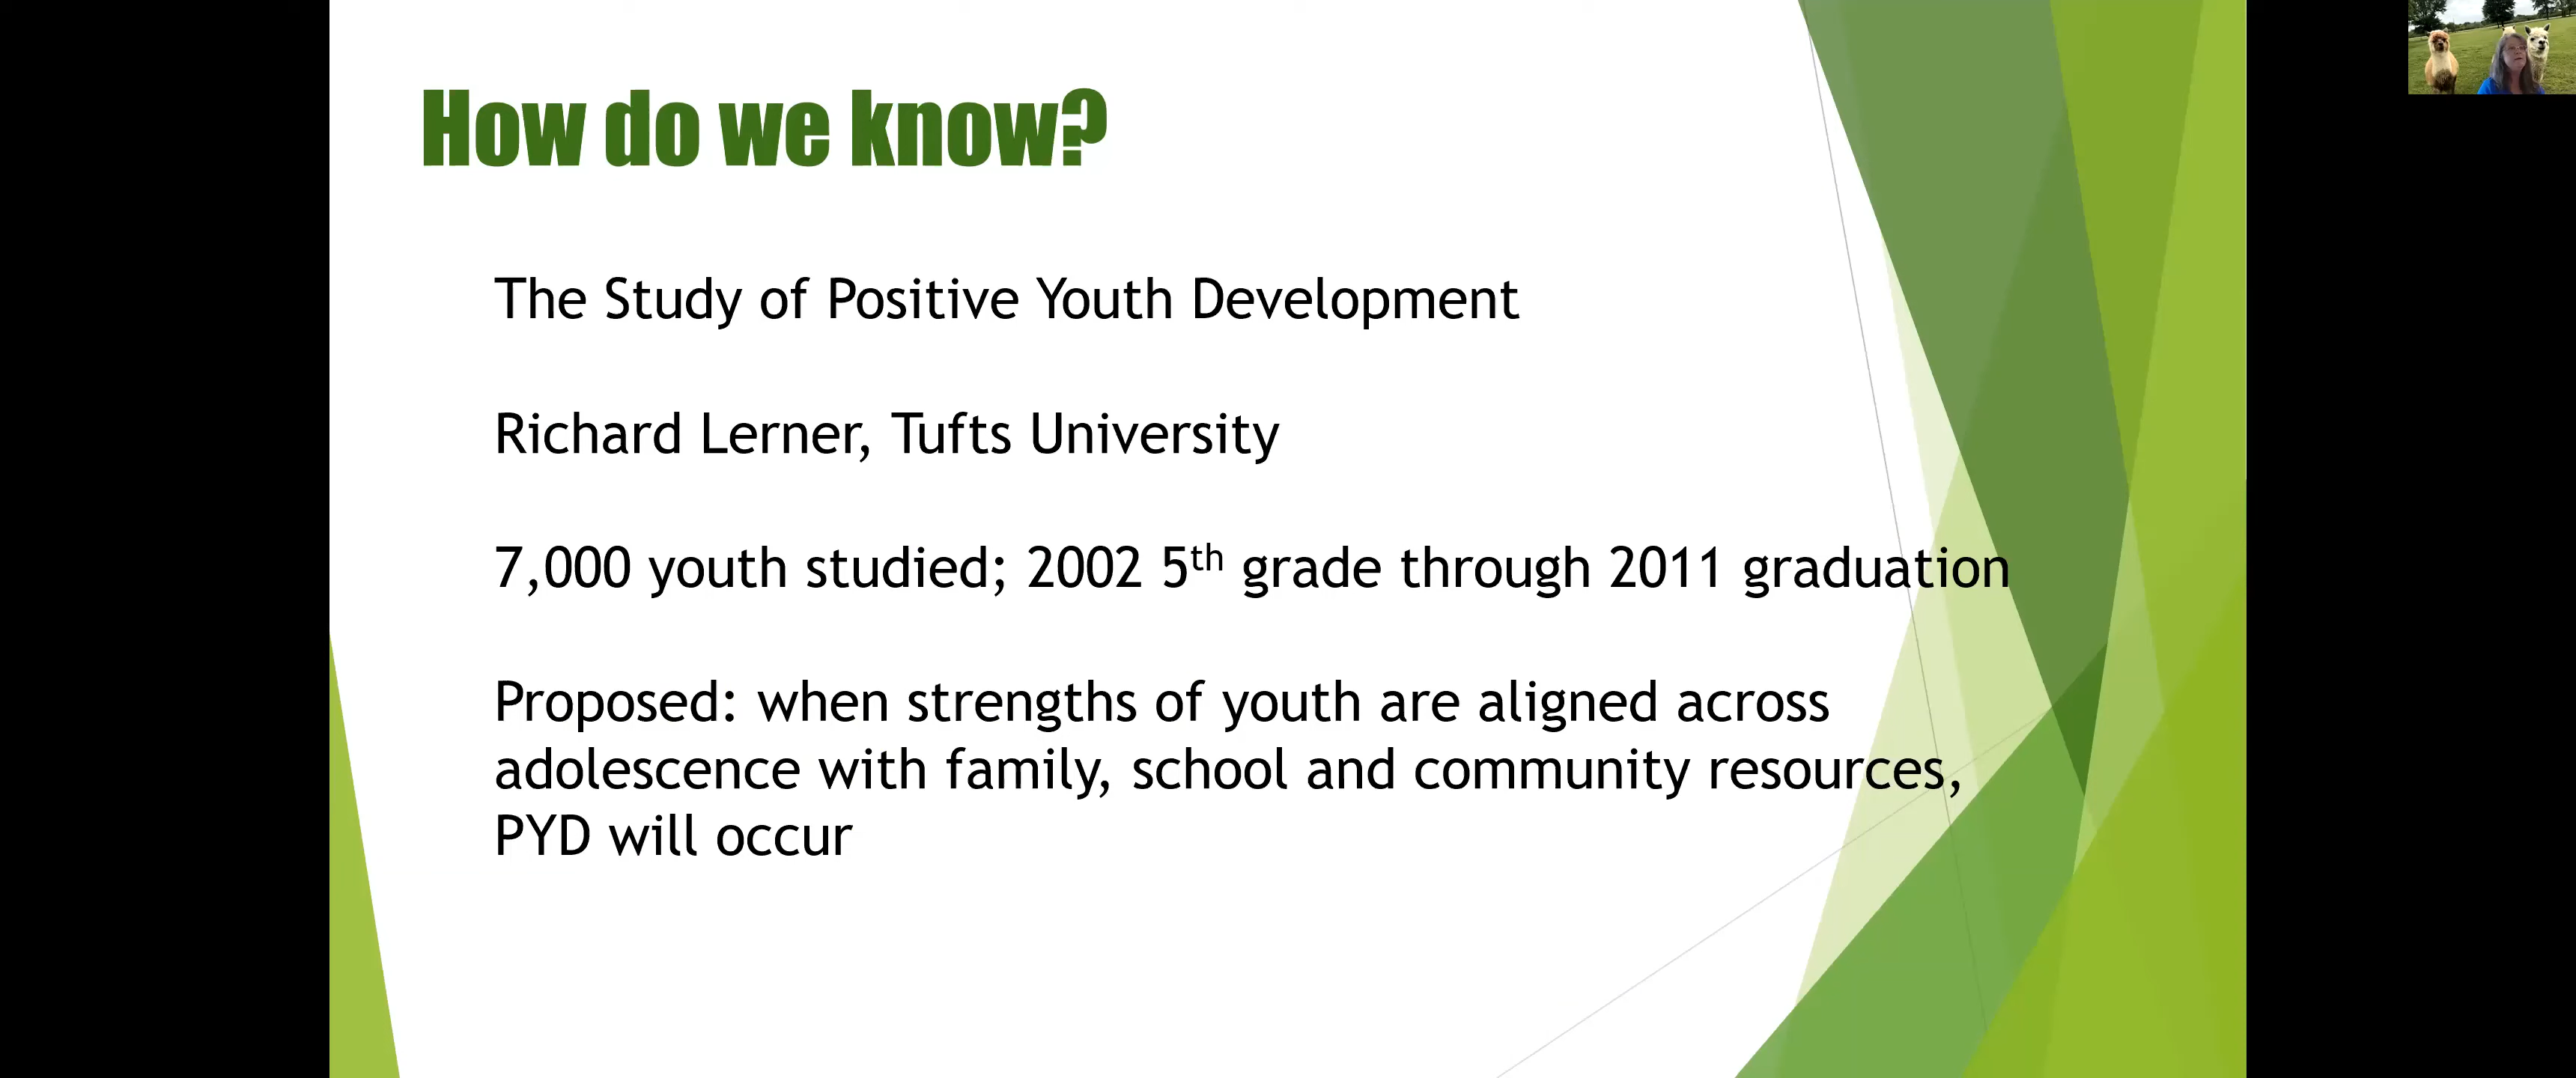 How do we know?
The Study of Positive Youth Development
Richard Lerner, Tufts University
7,000 youth studied; 2002 5th grade through 2011 graduation
Proposed: when strengths of youth are aligned across
adolescence with family, school and community resources,
PYD will occur